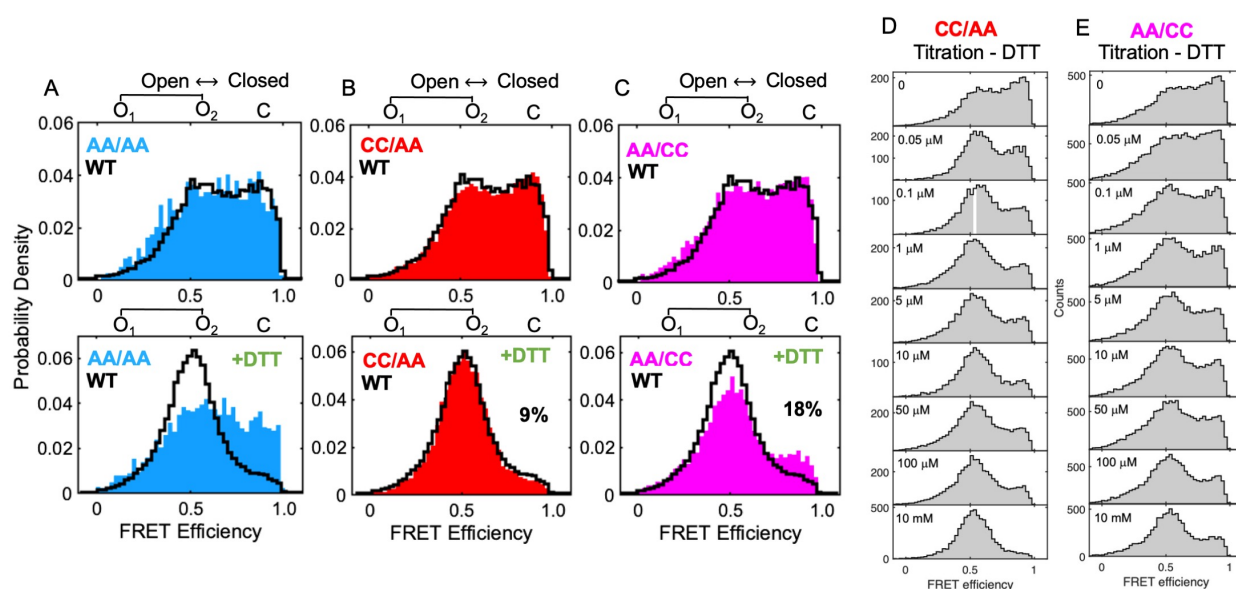 A
Open ↔ Closed
O1 O2 C
AA/AA
WT
B
Open ↔ Closed
O1 O2 C
CC/AA
WT
C
Open ↔ Closed
O1 O2 C
AA/CC
WT
Probability Density
0.06
0.04
0.02
0
0 0.5 1.0
0.06
0 0.5 1.0
0.06
0.04
0.02
0
0 0.5 1.0
O1 O2 C
AA/AA
WT
+DTT
0.06
0.04
0.02
0
0 0.5 1.0
FRET Efficiency
O1 O2 C
CC/AA
WT
+DTT
9%
0.06
0.04
0.02
0
0 0.5 1.0
FRET Efficiency
O1 O2 C
AA/CC
WT
+DTT
18%
0.06
0.04
0.02
0
0 0.5 1.0
FRET Efficiency
D
CC/AA
Titration - DTT
200
0
0
200
100
0.05 µM
100
0.1 µM
200
1 µM
200
5 µM
100
10 µM
200
50 µM
200
100 µM
500
10 mM
0
0 0.5 1
FRET efficiency
E
AA/CC
Titration - DTT
Counts
500
0
0
500
0.05 µM
500
0.1 µM
500
1 µM
500
5 µM
500
10 µM
500
50 µM
500
100 µM
500
10 mM
0
0 0.5 1
FRET efficiency